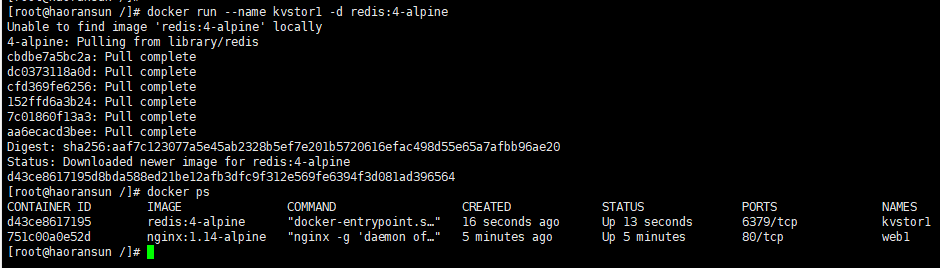 [root@haoransun /]# docker run --name kvstor1 -d redis:4-alpine
Unable to find image 'redis:4-alpine' locally
4-alpine: Pulling from library/redis
cbdbe7a5bc2a: Pull complete
dc0373118a0d: Pull complete
cfd369fe6256: Pull complete
152ffd6a3b24: Pull complete
7c01860f13a3: Pull complete
aa6ecacd3bee: Pull complete
Digest: sha256:aaf7c123077a5e45ab2328b5ef7e201b5720616efac498d55e65a7afbb96ae20
Status: Downloaded newer image for redis:4-alpine
d43ce8617195d8bda588ed21be12afb3dfc9f312e569fe6394f3d081ad396564
[root@haoransun /]# docker ps
CONTAINER ID IMAGE COMMAND CREATED STATUS PORTS NAMES
d43ce8617195 redis:4-alpine "docker-entrypoint.s…" 16 seconds ago Up 13 seconds 6379/tcp kvstor1
751c00a0e52d nginx:1.14-alpine "nginx -g 'daemon of…" 5 minutes ago Up 5 minutes 80/tcp web1
[root@haoransun /]#